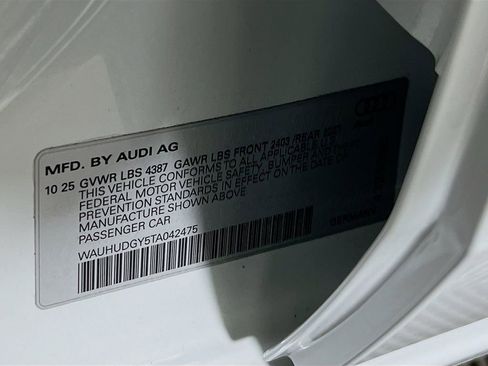 MFD. BY AUDI AG
10 25 GVWR LBS 4387 GAWR LBS FRONT 2403 /REAR
THIS VEHICLE CONFORMS TO ALL APPLICABLE U.S.
FEDERAL MOTOR VEHICLE SAFETY, BUMPER AND THEFT
PREVENTION STANDARDS IN EFFECT ON THE DATE OF
MANUFACTURE SHOWN ABOVE
PASSENGER CAR
WAUHUDGY5TA042475
GERMANY